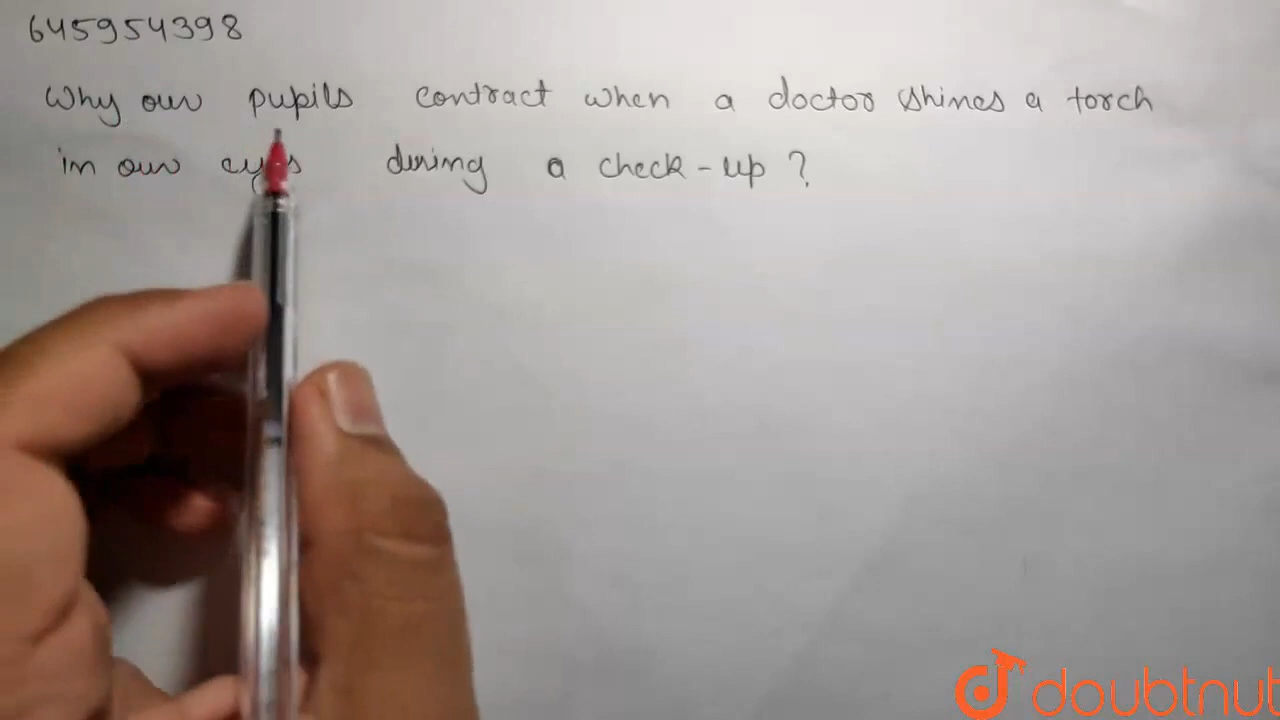 645954398
Why our pupils contract when a doctor shines a torch
in our eyes during a check-up ?
doubtnut